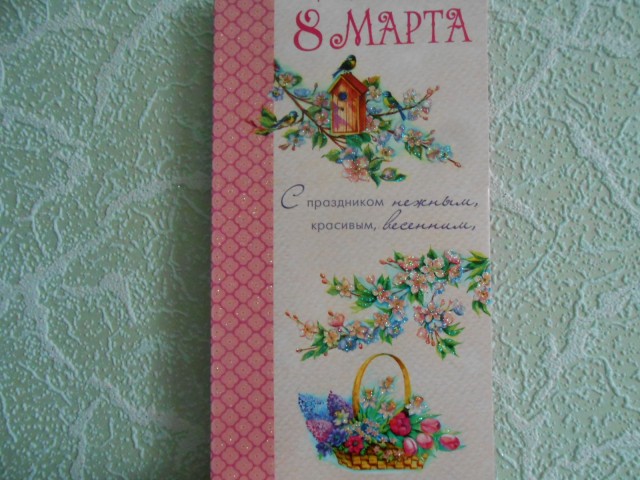 8 МАРТА
С праздником нежным,
красивым, весенним,